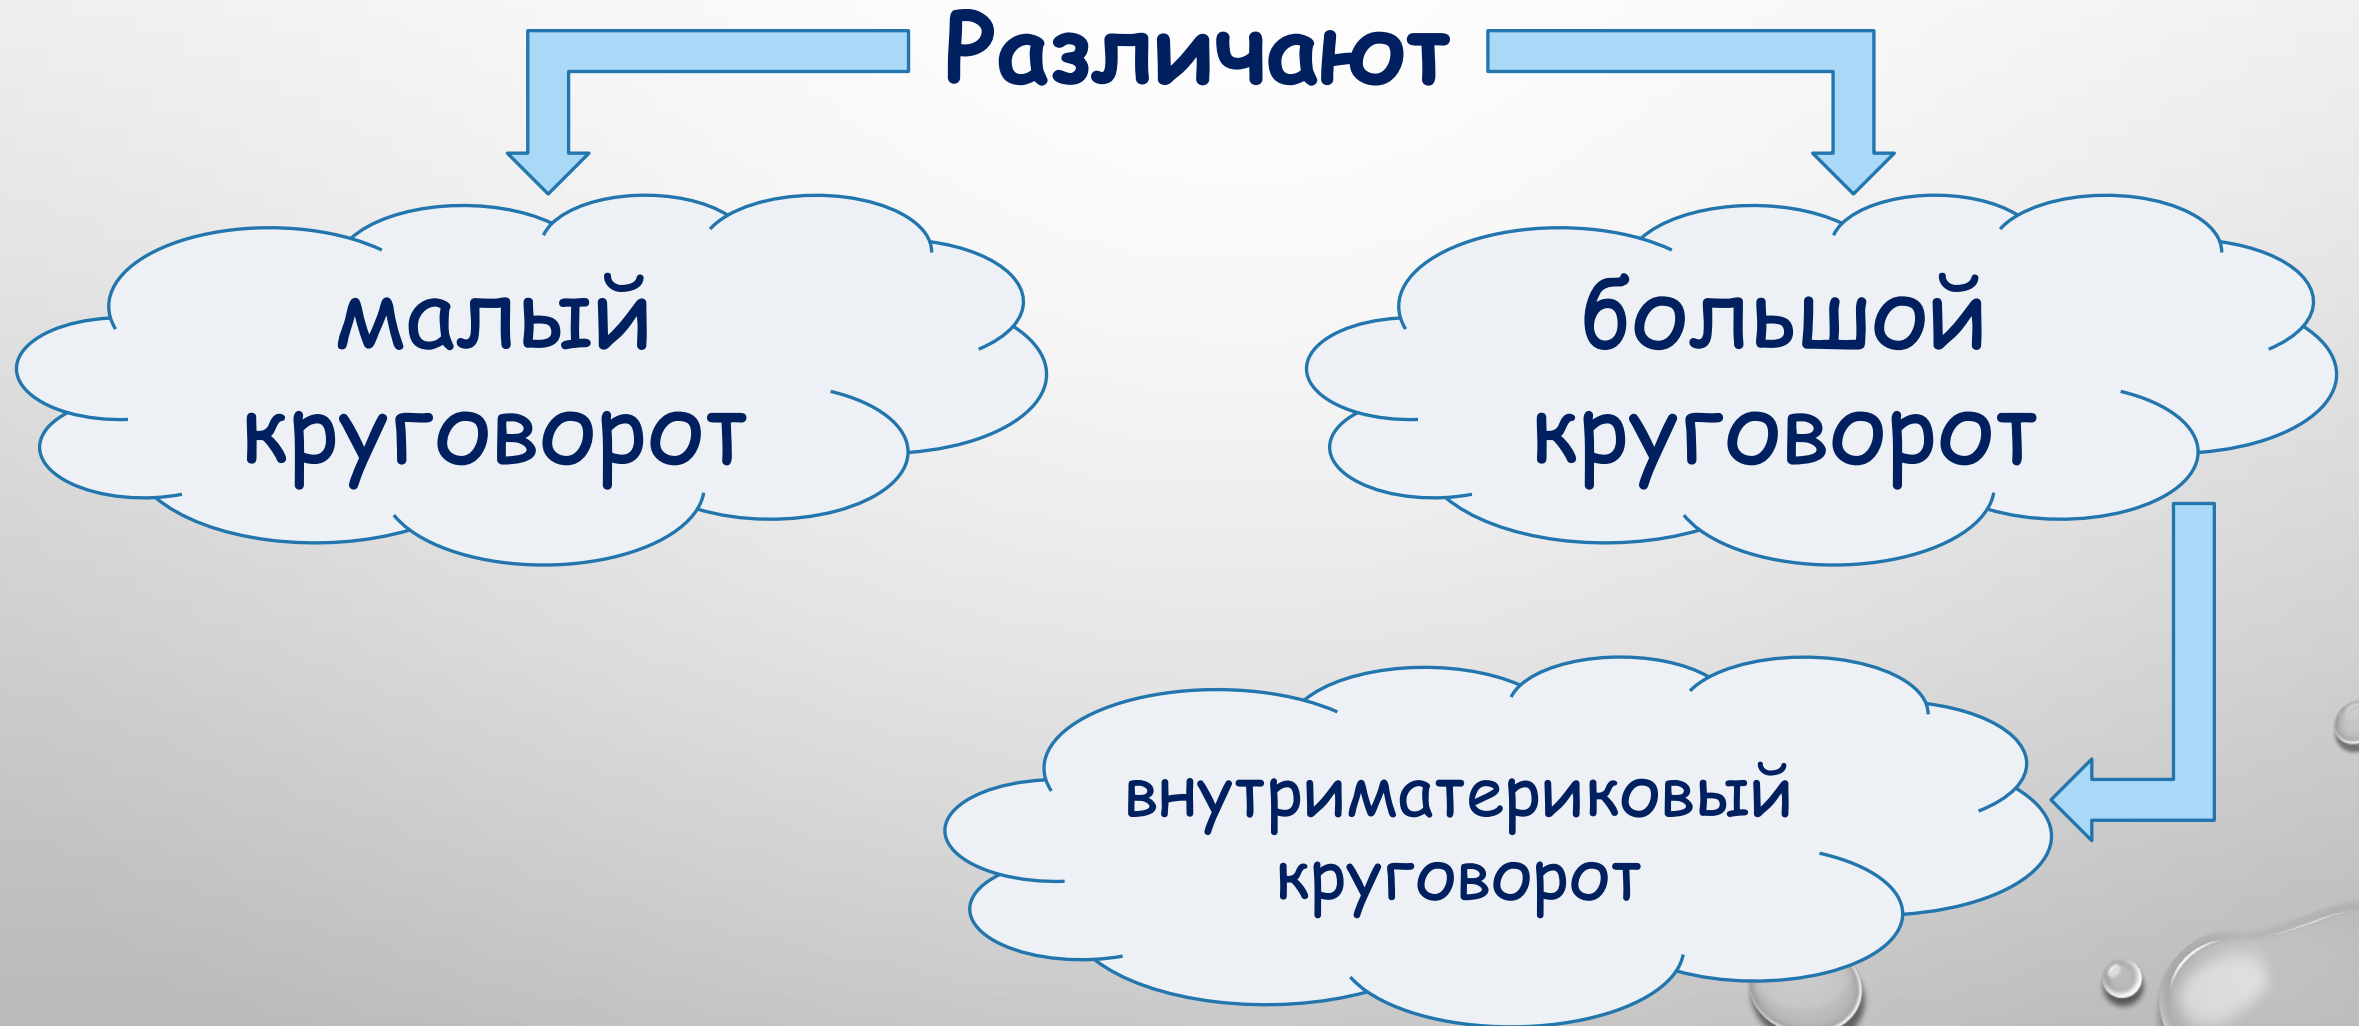 Различают
малый
круговорот
большой
круговорот
внутриматериковый
круговорот